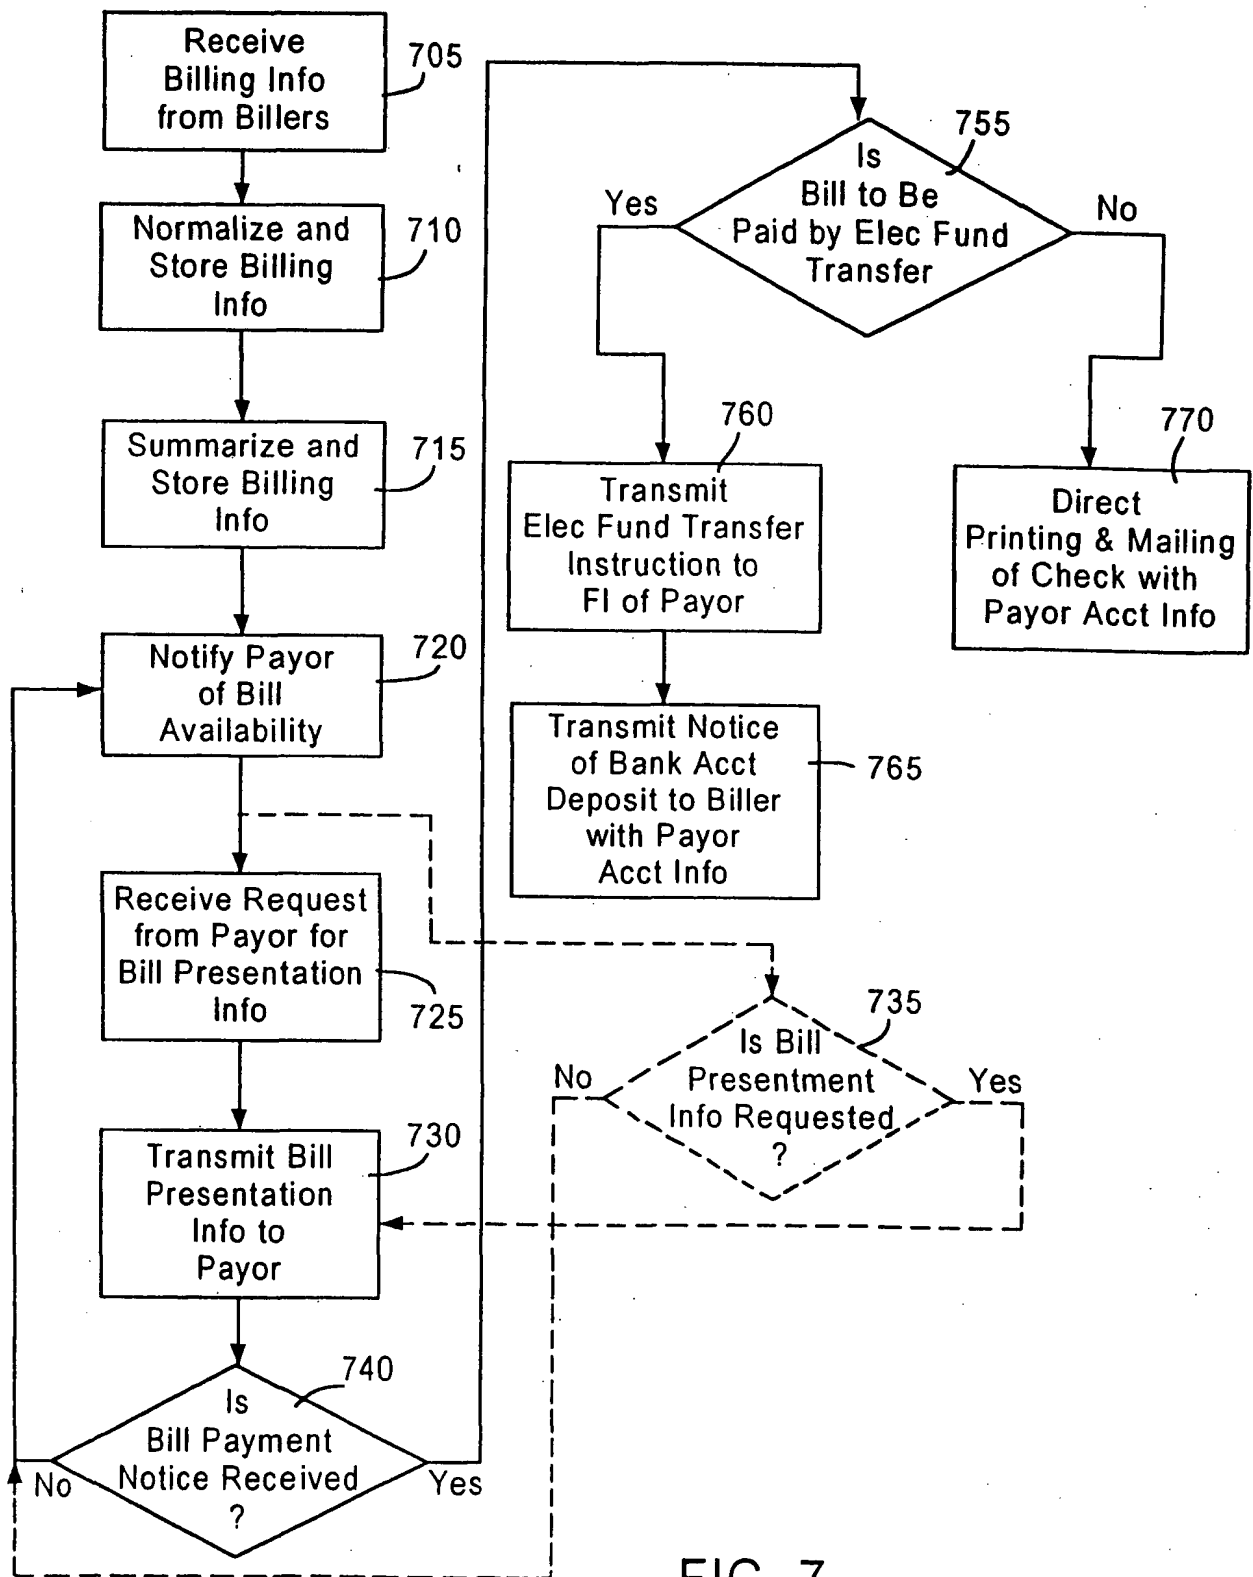 Receive
Billing Info
from Billers
705
Normalize and
Store Billing
Info
710
Summarize and
Store Billing
Info
715
Notify Payor
of Bill
Availability
720
Receive Request
from Payor for
Bill Presentation
Info
725
Transmit Bill
Presentation
Info to
Payor
730
Is
Bill Payment
Notice Received
?
740
No
Yes
Is
Bill to Be
Paid by Elec Fund
Transfer
755
Yes
No
Transmit
Elec Fund Transfer
Instruction to
FI of Payor
760
Transmit Notice
of Bank Acct
Deposit to Biller
with Payor
Acct Info
765
Direct
Printing & Mailing
of Check with
Payor Acct Info
770
Is Bill
Presentment
Info Requested
?
735
No
Yes
FIG. 7